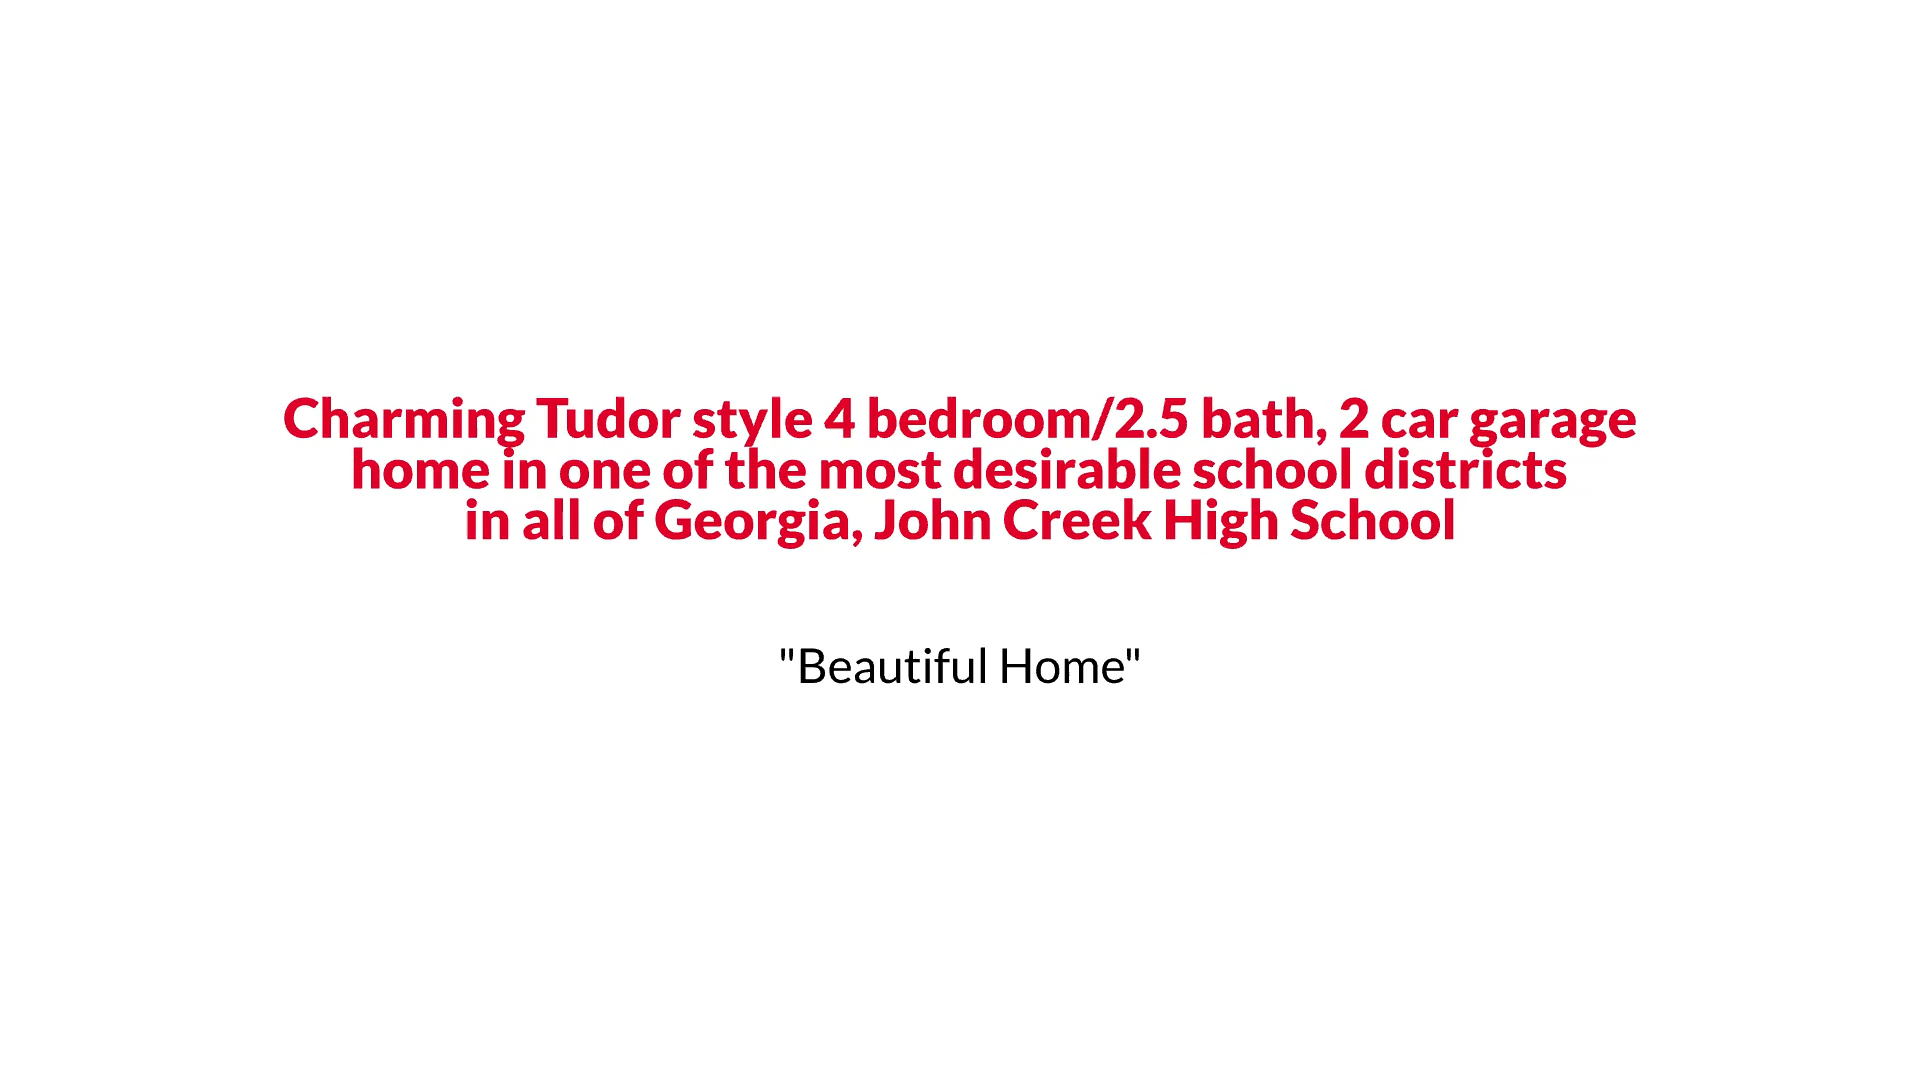 Charming Tudor style 4 bedroom/2.5 bath, 2 car garage
home in one of the most desirable school districts
in all of Georgia, John Creek High School
"Beautiful Home"